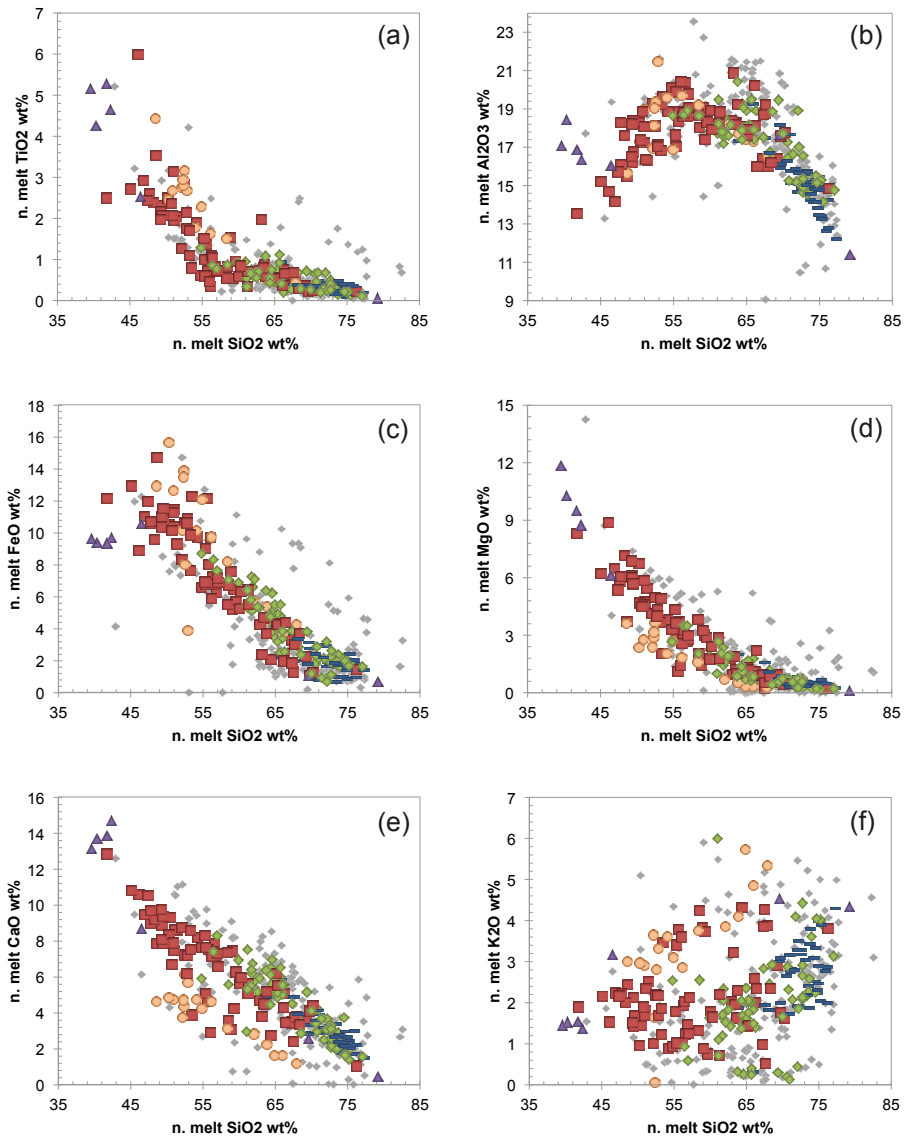 (a)
n. melt TiO2 wt%
7
6
5
4
3
2
1
0
35 45 55 65 75 85
n. melt SiO2 wt%
(b)
n. melt Al2O3 wt%
23
21
19
17
15
13
11
9
35 45 55 65 75 85
n. melt SiO2 wt%
(c)
n. melt FeO wt%
18
16
14
12
10
8
6
4
2
0
35 45 55 65 75 85
n. melt SiO2 wt%
(d)
n. melt MgO wt%
15
12
9
6
3
0
35 45 55 65 75 85
n. melt SiO2 wt%
(e)
n. melt CaO wt%
16
14
12
10
8
6
4
2
0
35 45 55 65 75 85
n. melt SiO2 wt%
(f)
n. melt K2O wt%
7
6
5
4
3
2
1
0
35 45 55 65 75 85
n. melt SiO2 wt%